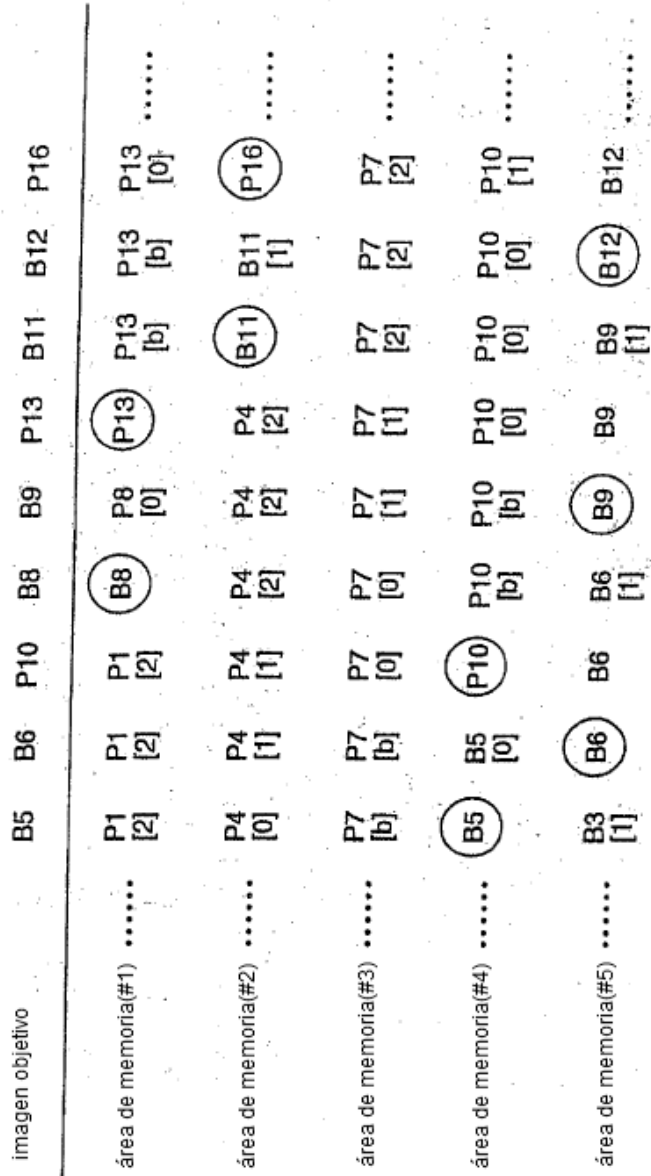 imagen objetivo B5 B6 P10 B8 B9 P13 B11 B12 P16
área de memoria(#1) ...... P1 P1 P1 B8 P8 P13 P13 P13 P13 ......
[2] [2] [2] [0] [b] [b] [0]
área de memoria(#2) ...... P4 P4 P4 P4 P4 P4 B11 B11 P16 ......
[0] [1] [1] [2] [2] [2] [1]
área de memoria(#3) ...... P7 P7 P7 P7 P7 P7 P7 P7 P7 ......
[b] [b] [0] [0] [1] [1] [2] [2] [2]
área de memoria(#4) ...... B5 B5 P10 P10 P10 P10 P10 P10 P10 ......
[0] [b] [b] [0] [0] [0] [1]
área de memoria(#5) ...... B3 B6 B6 B6 B9 B9 B9 B12 B12 ......
[1] [1] [1]